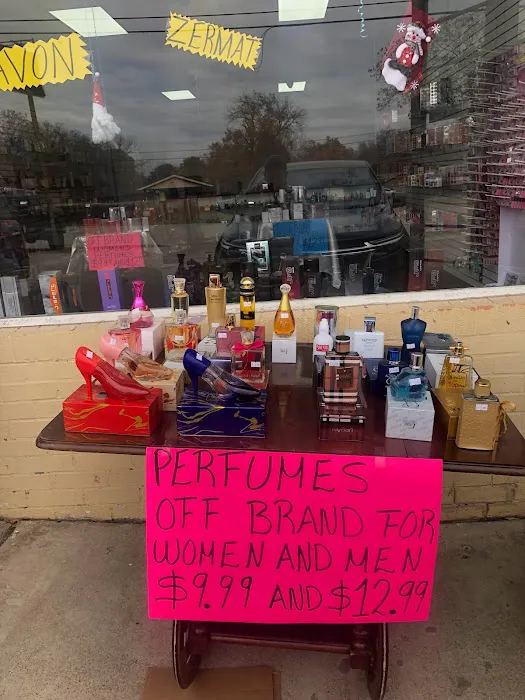 AVON
ZERMAT
PERFUMES
OFF BRAND FOR
WOMEN AND MEN
$9.99 AND $12.99